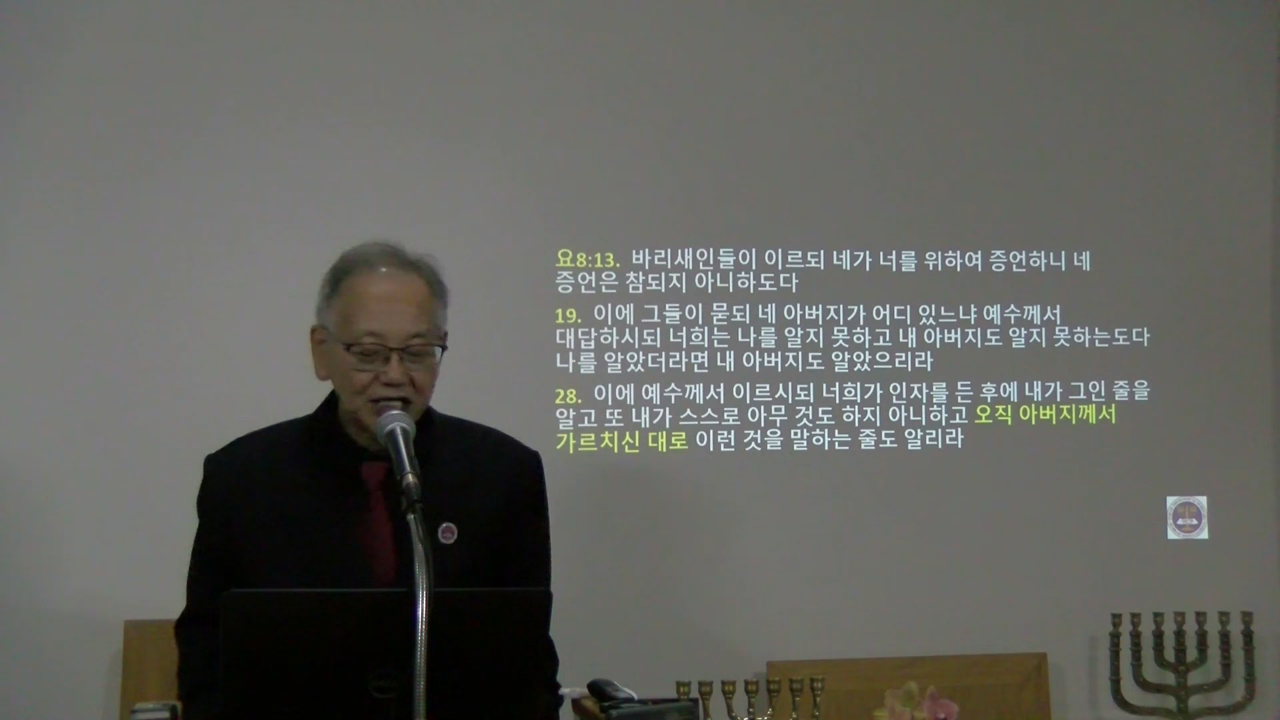 요8:13. 바리새인들이 이르되 네가 너를 위하여 증언하니 네
증언은 참되지 아니하도다
19. 이에 그들이 묻되 네 아버지가 어디 있느냐 예수께서
대답하시되 너희는 나를 알지 못하고 내 아버지도 알지 못하는도다
나를 알았더라면 내 아버지도 알았으리라
28. 이에 예수께서 이르시되 너희가 인자를 든 후에 내가 그인 줄을
알고 또 내가 스스로 아무 것도 하지 아니하고 오직 아버지께서
가르치신 대로 이런 것을 말하는 줄도 알리라